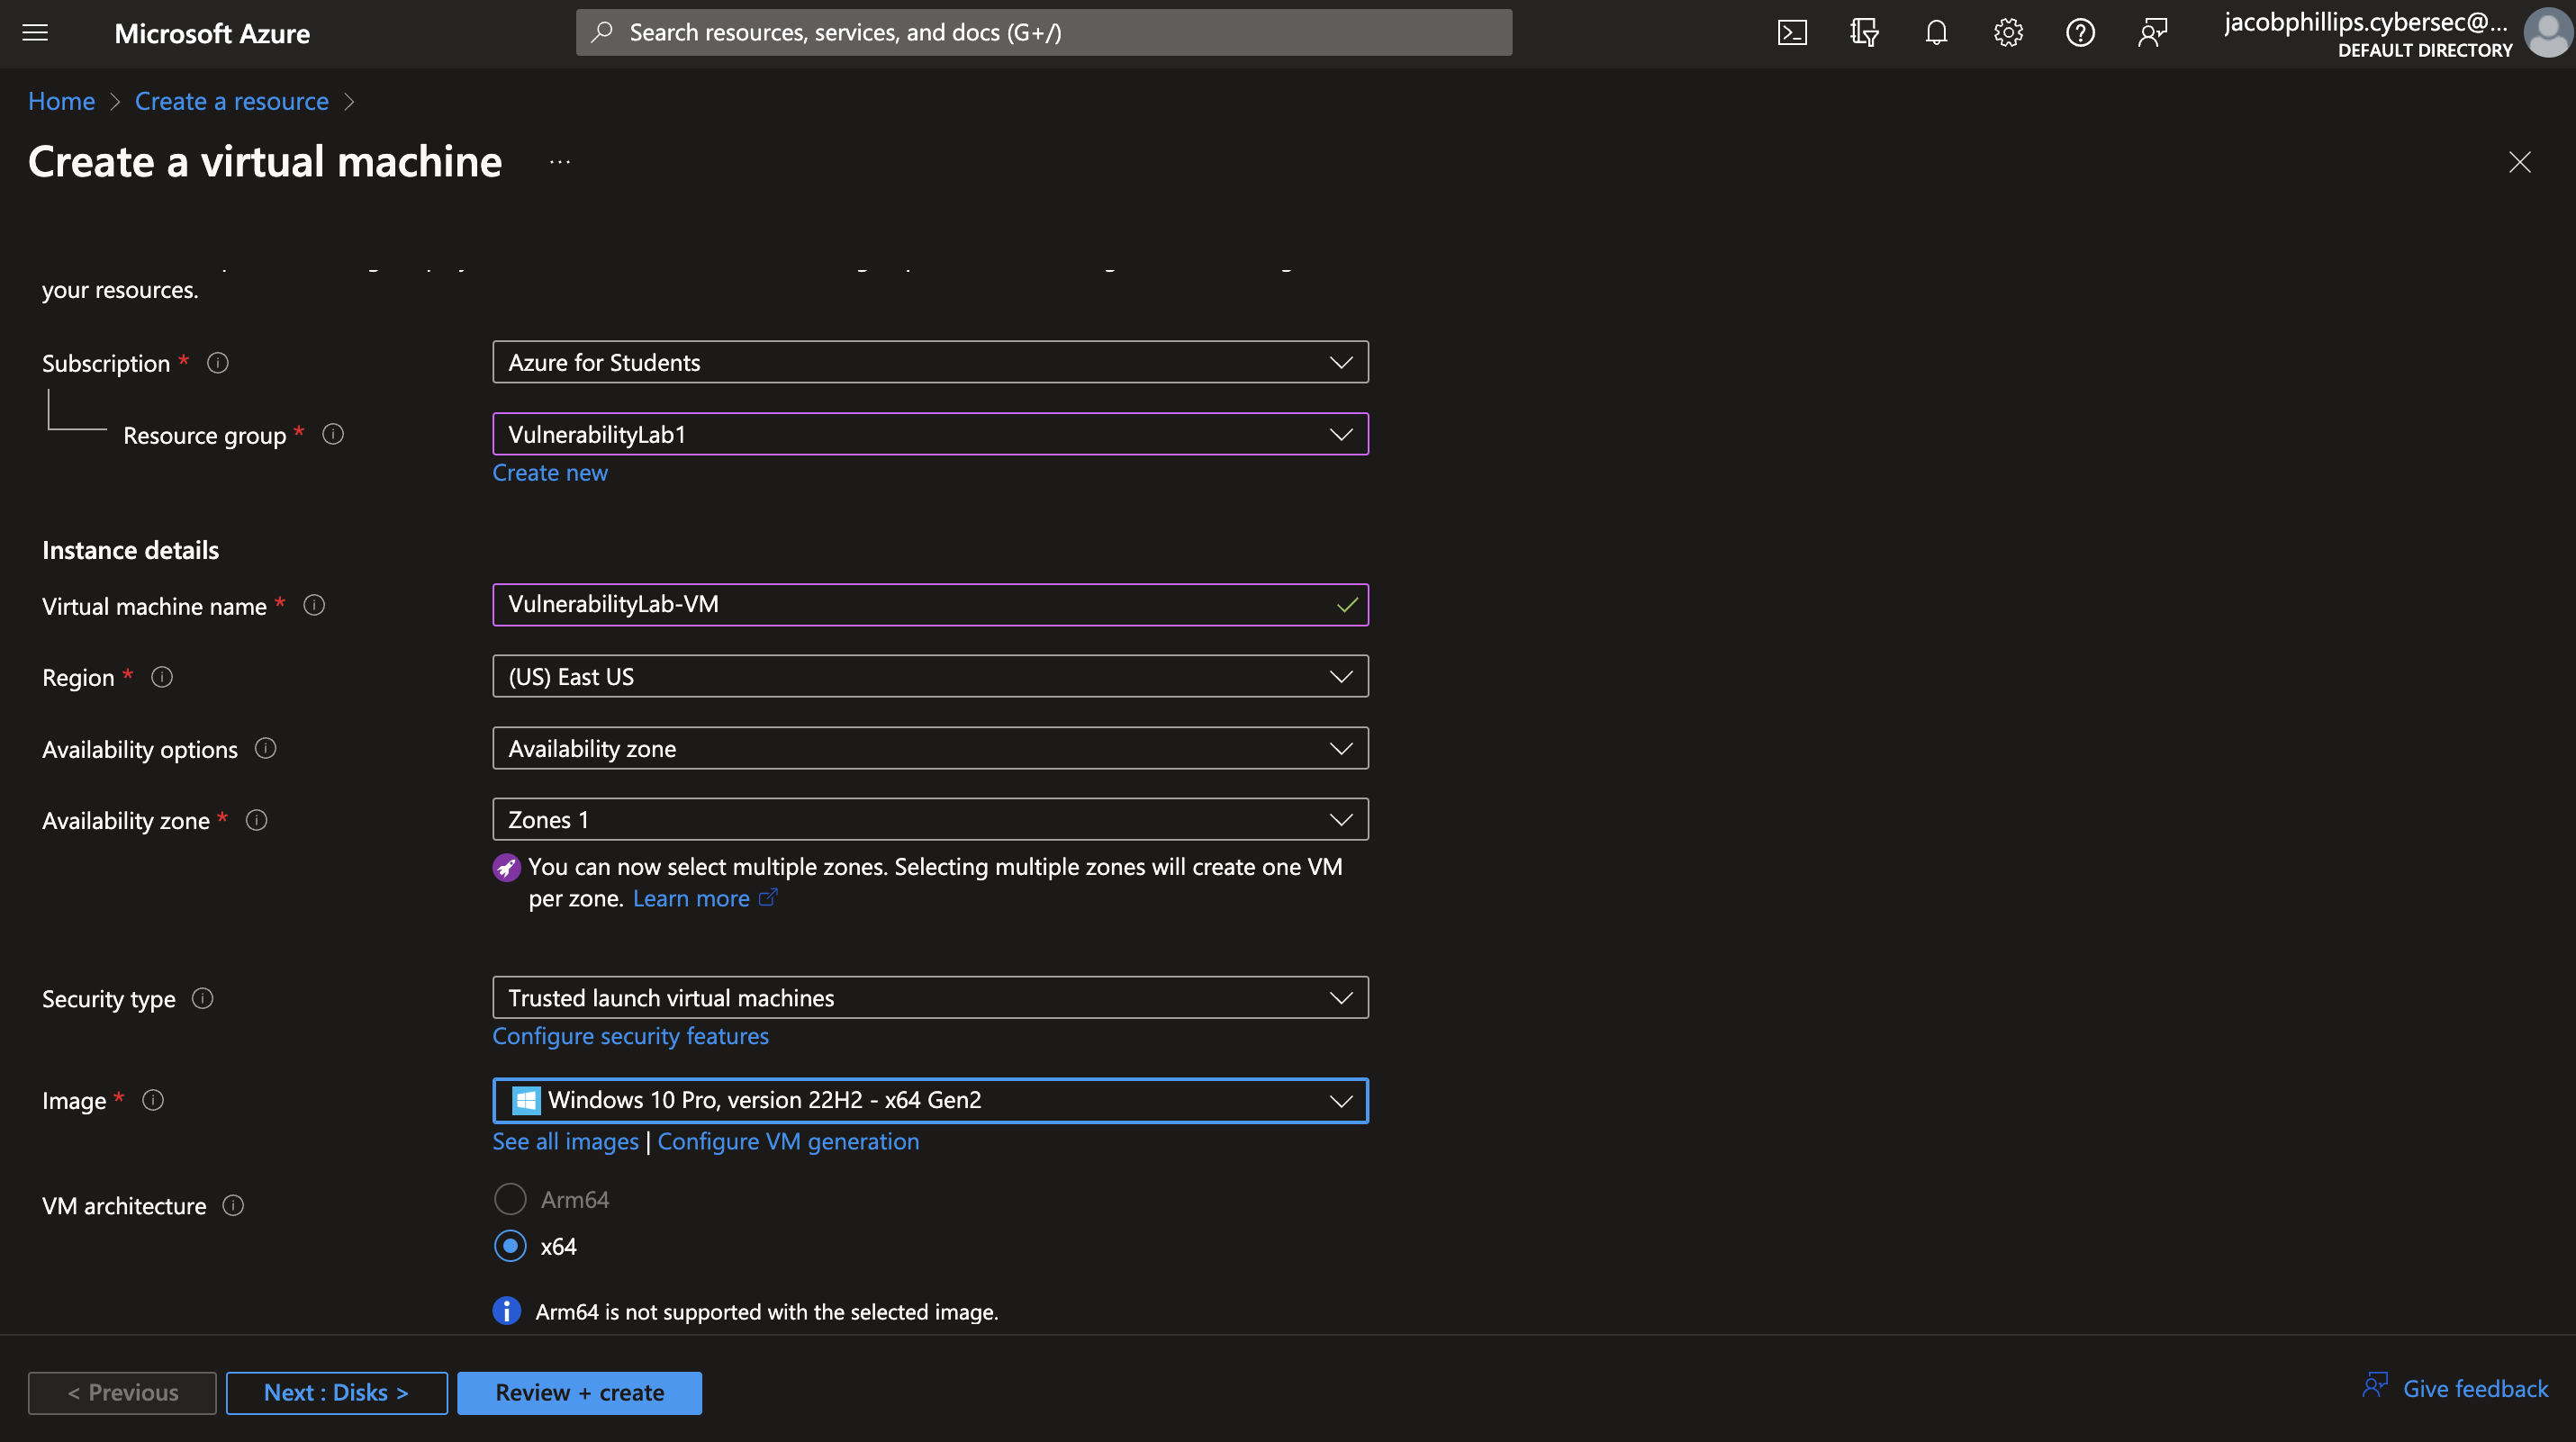 Microsoft Azure
Search resources, services, and docs (G+/)
jacobphillips.cybersec@...
DEFAULT DIRECTORY
Home > Create a resource >
Create a virtual machine ...
your resources.
Subscription *
Azure for Students
Resource group *
VulnerabilityLab1
Create new
Instance details
Virtual machine name *
VulnerabilityLab-VM
Region *
(US) East US
Availability options
Availability zone
Availability zone *
Zones 1
You can now select multiple zones. Selecting multiple zones will create one VM
per zone. Learn more
Security type
Trusted launch virtual machines
Configure security features
Image *
Windows 10 Pro, version 22H2 - x64 Gen2
See all images | Configure VM generation
VM architecture
Arm64
x64
Arm64 is not supported with the selected image.
< Previous
Next : Disks >
Review + create
Give feedback